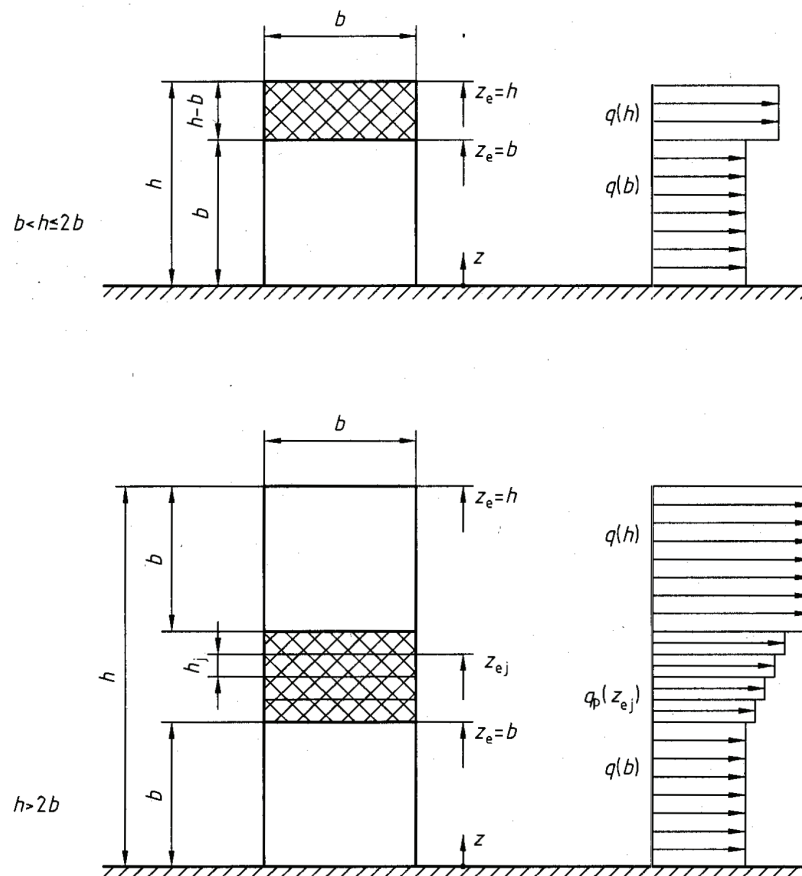 b
z_e=h
h-b
q(h)
z_e=b
h
b
q(b)
b<h≤2b
z
b
z_e=h
q(h)
b
h_j
z_ej
h
q_p(z_ej)
z_e=b
q(b)
b
h>2b
z